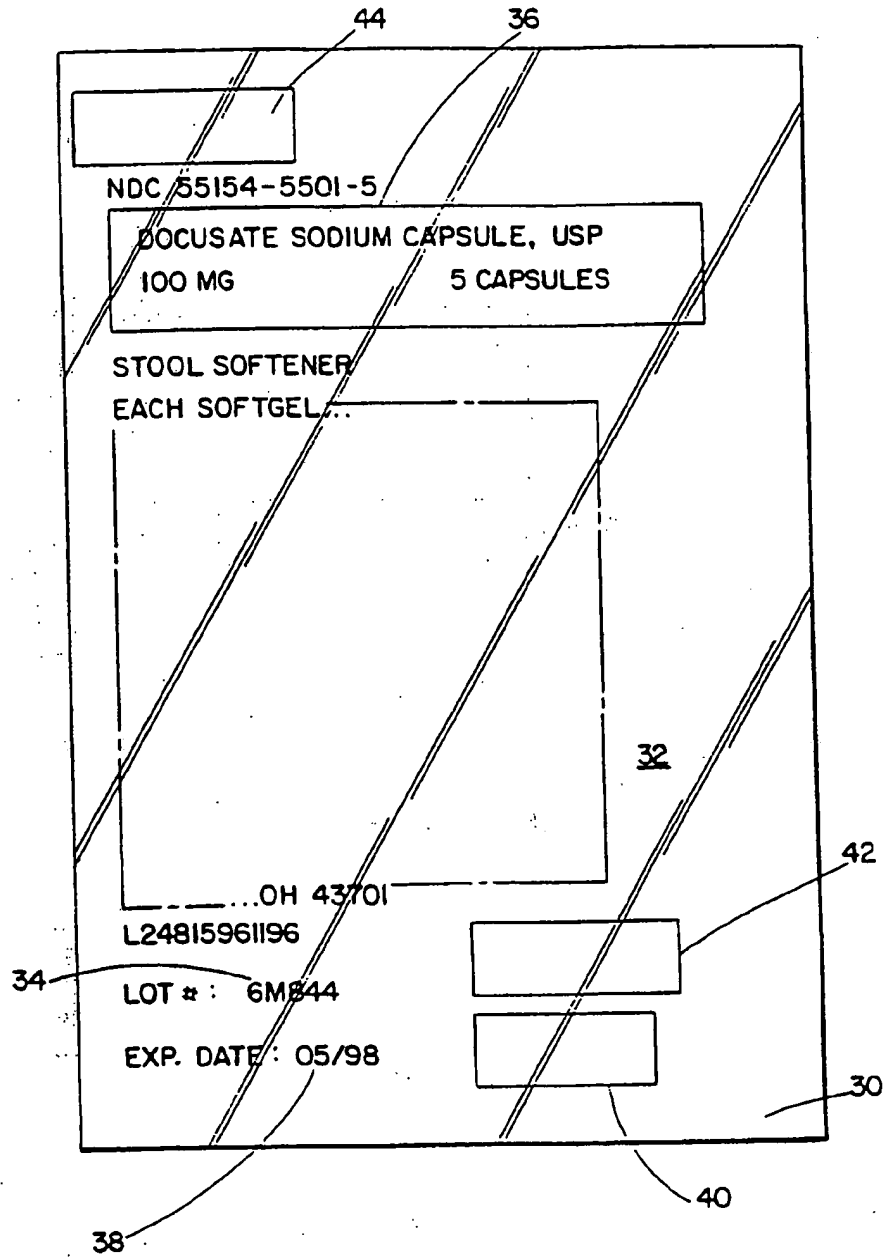 44 36
NDC 55154-5501-5
DOCUSATE SODIUM CAPSULE, USP
100 MG 5 CAPSULES
STOOL SOFTENER
EACH SOFTGEL...
32
42
...OH 43701
L24815961196
34
LOT #: 6M844
EXP. DATE: 05/98
30
40
38